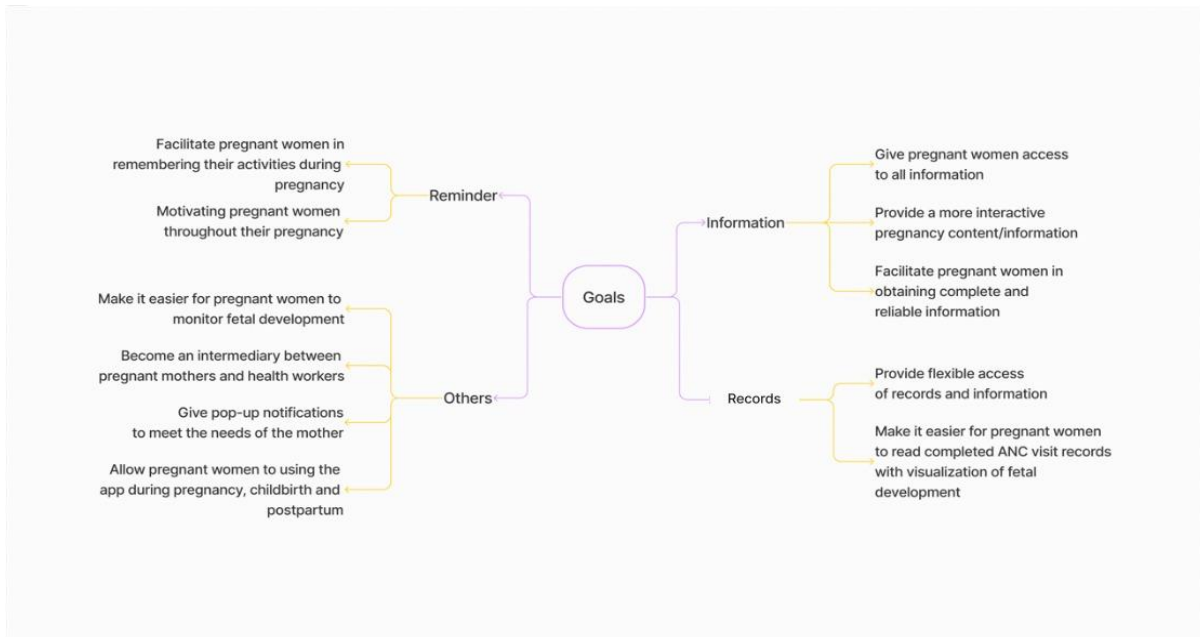 Facilitate pregnant women in
remembering their activities during
pregnancy
Motivating pregnant women
throughout their pregnancy
Reminder
Make it easier for pregnant women to
monitor fetal development
Become an intermediary between
pregnant mothers and health workers
Give pop-up notifications
to meet the needs of the mother
Allow pregnant women to using the
app during pregnancy, childbirth and
postpartum
Others
Goals
Information
Give pregnant women access
to all information
Provide a more interactive
pregnancy content/information
Facilitate pregnant women in
obtaining complete and
reliable information
Records
Provide flexible access
of records and information
Make it easier for pregnant women
to read completed ANC visit records
with visualization of fetal
development